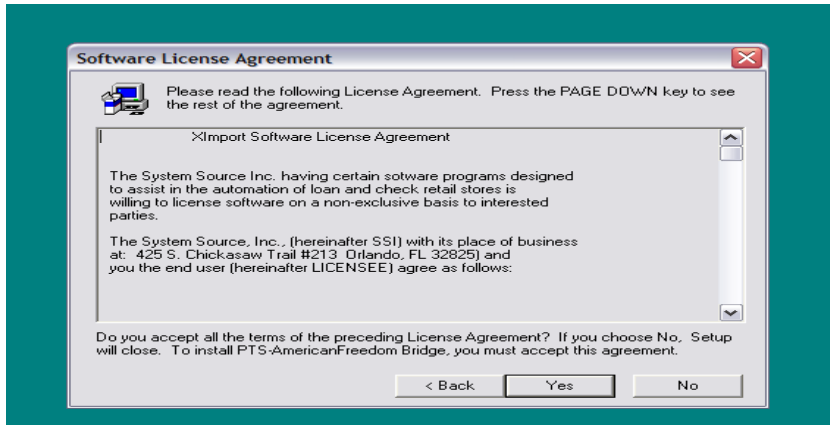 Software License Agreement
Please read the following License Agreement. Press the PAGE DOWN key to see
the rest of the agreement.
XImport Software License Agreement
The System Source Inc. having certain sotware programs designed
to assist in the automation of loan and check retail stores is
willing to license software on a non-exclusive basis to interested
parties.
The System Source, Inc., (hereinafter SSI) with its place of business
at: 425 S. Chickasaw Trail #213 Orlando, FL 32825) and
you the end user (hereinafter LICENSEE) agree as follows:
Do you accept all the terms of the preceding License Agreement? If you choose No, Setup
will close. To install PTS-AmericanFreedom Bridge, you must accept this agreement.
< Back Yes No